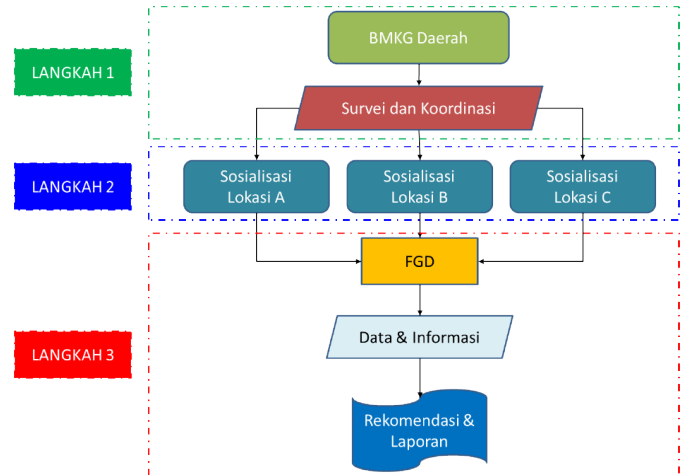 BMKG Daerah
LANGKAH 1
Survei dan Koordinasi
LANGKAH 2
Sosialisasi
Lokasi A
Sosialisasi
Lokasi B
Sosialisasi
Lokasi C
FGD
Data & Informasi
LANGKAH 3
Rekomendasi &
Laporan